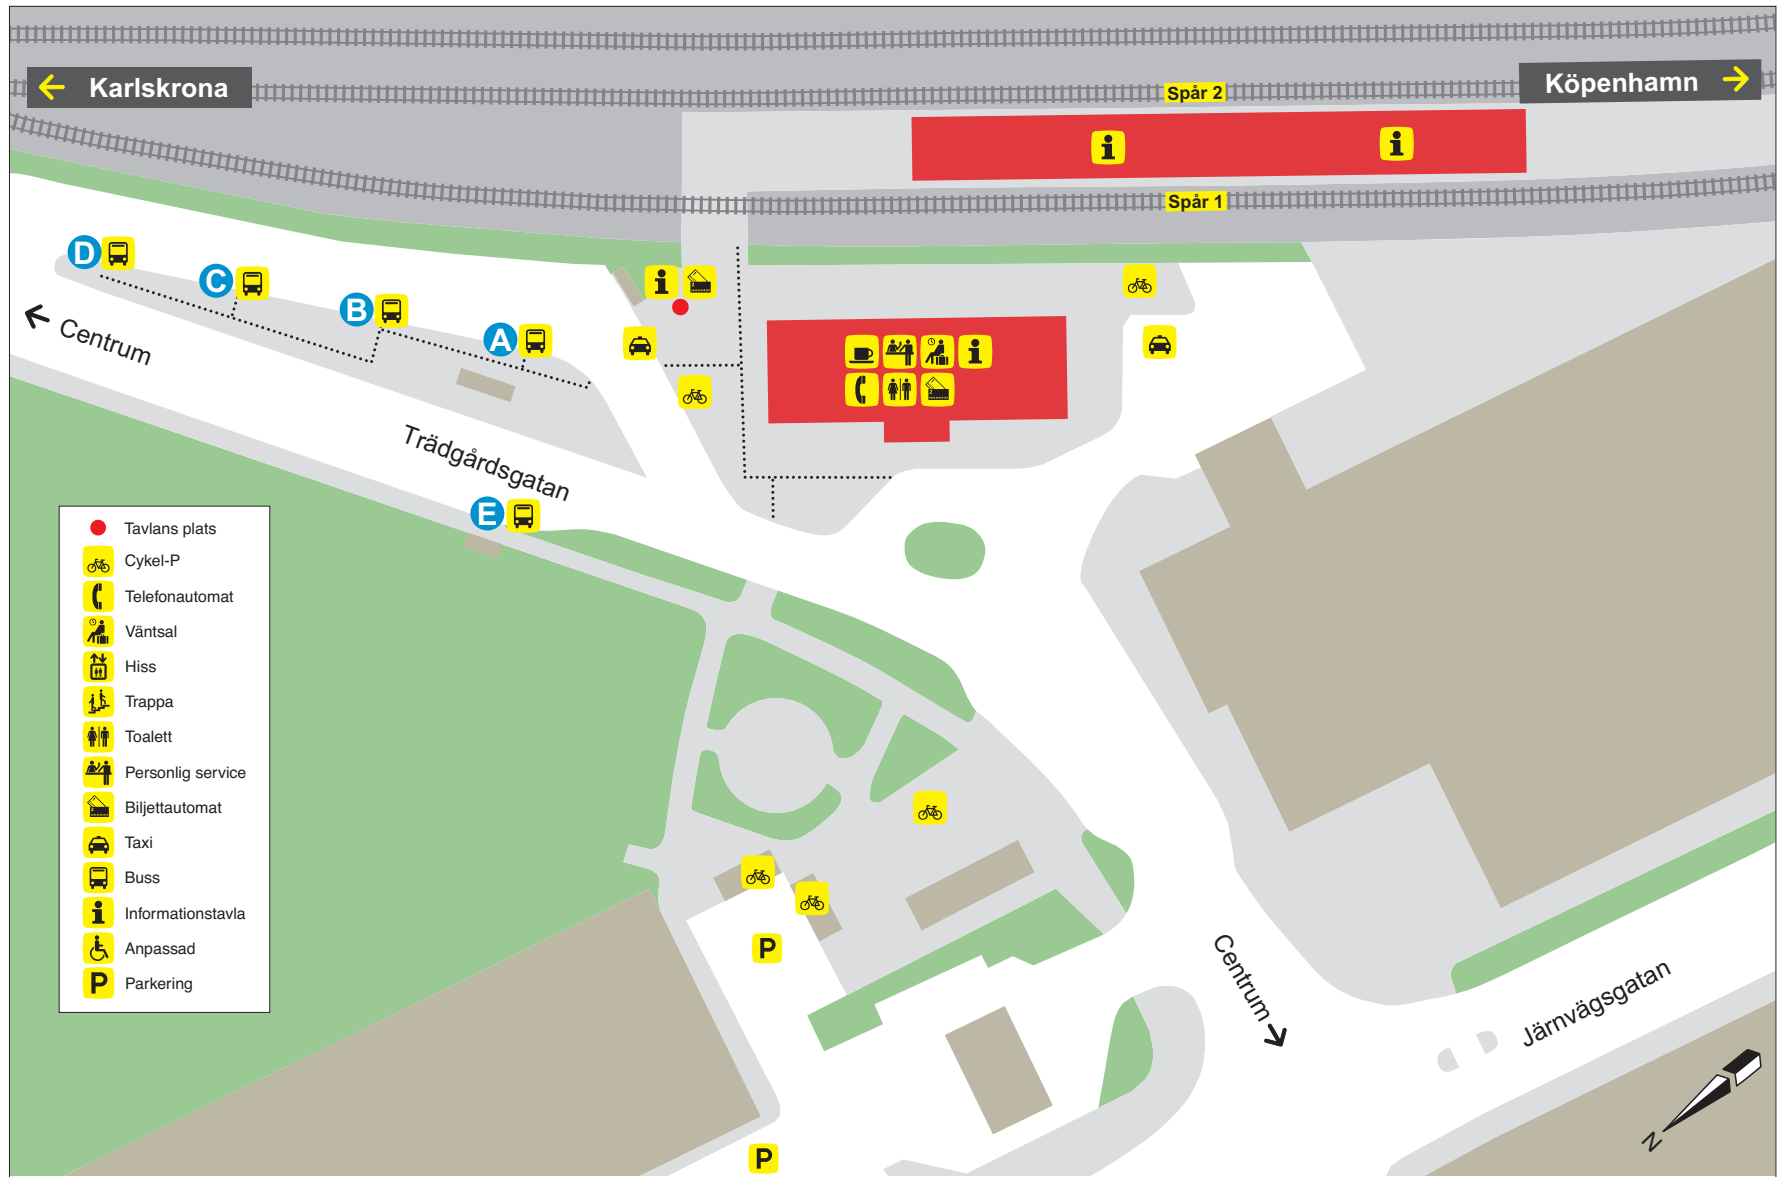 Karlskrona
Köpenhamn
Spår 2
Spår 1
D
C
B
A
Centrum
Trädgårdsgatan
E
Tavlans plats
Cykel-P
Telefonautomat
Väntsal
Hiss
Trappa
Toalett
Personlig service
Biljettautomat
Taxi
Buss
Informationstavla
Anpassad
P Parkering
P
P
Centrum
Järnvägsgatan
N